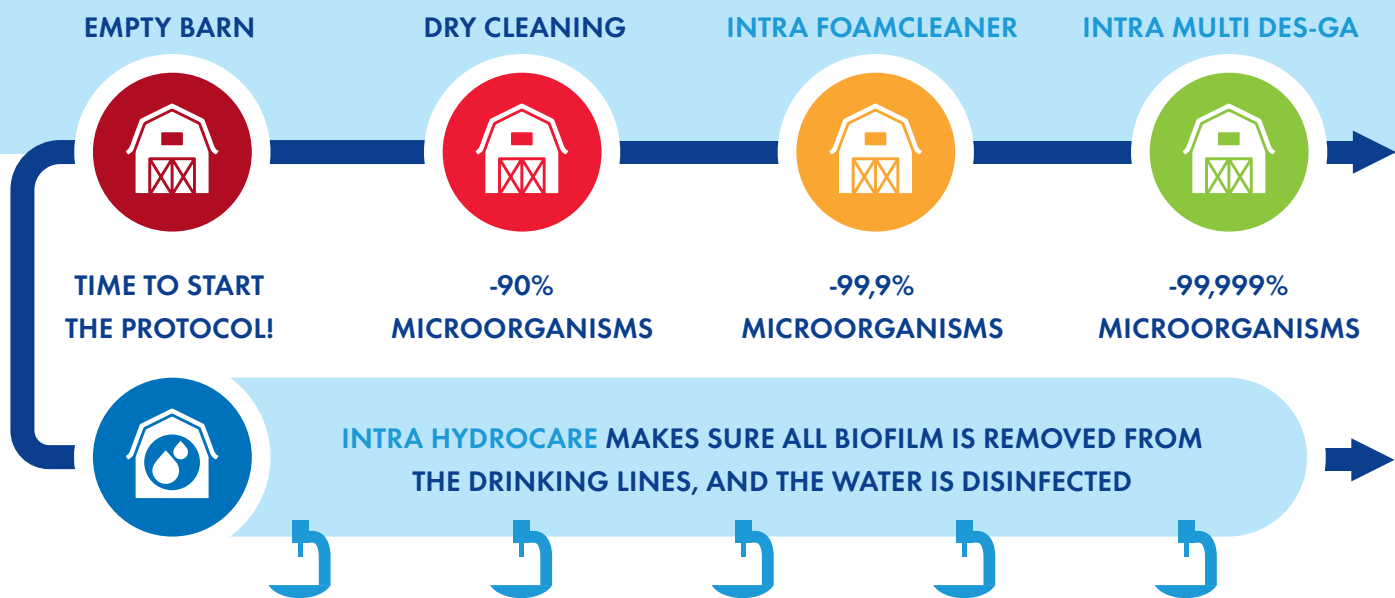 EMPTY BARN
DRY CLEANING
INTRA FOAMCLEANER
INTRA MULTI DES-GA
TIME TO START
THE PROTOCOL!
-90%
MICROORGANISMS
-99,9%
MICROORGANISMS
-99,999%
MICROORGANISMS
INTRA HYDROCARE MAKES SURE ALL BIOFILM IS REMOVED FROM
THE DRINKING LINES, AND THE WATER IS DISINFECTED